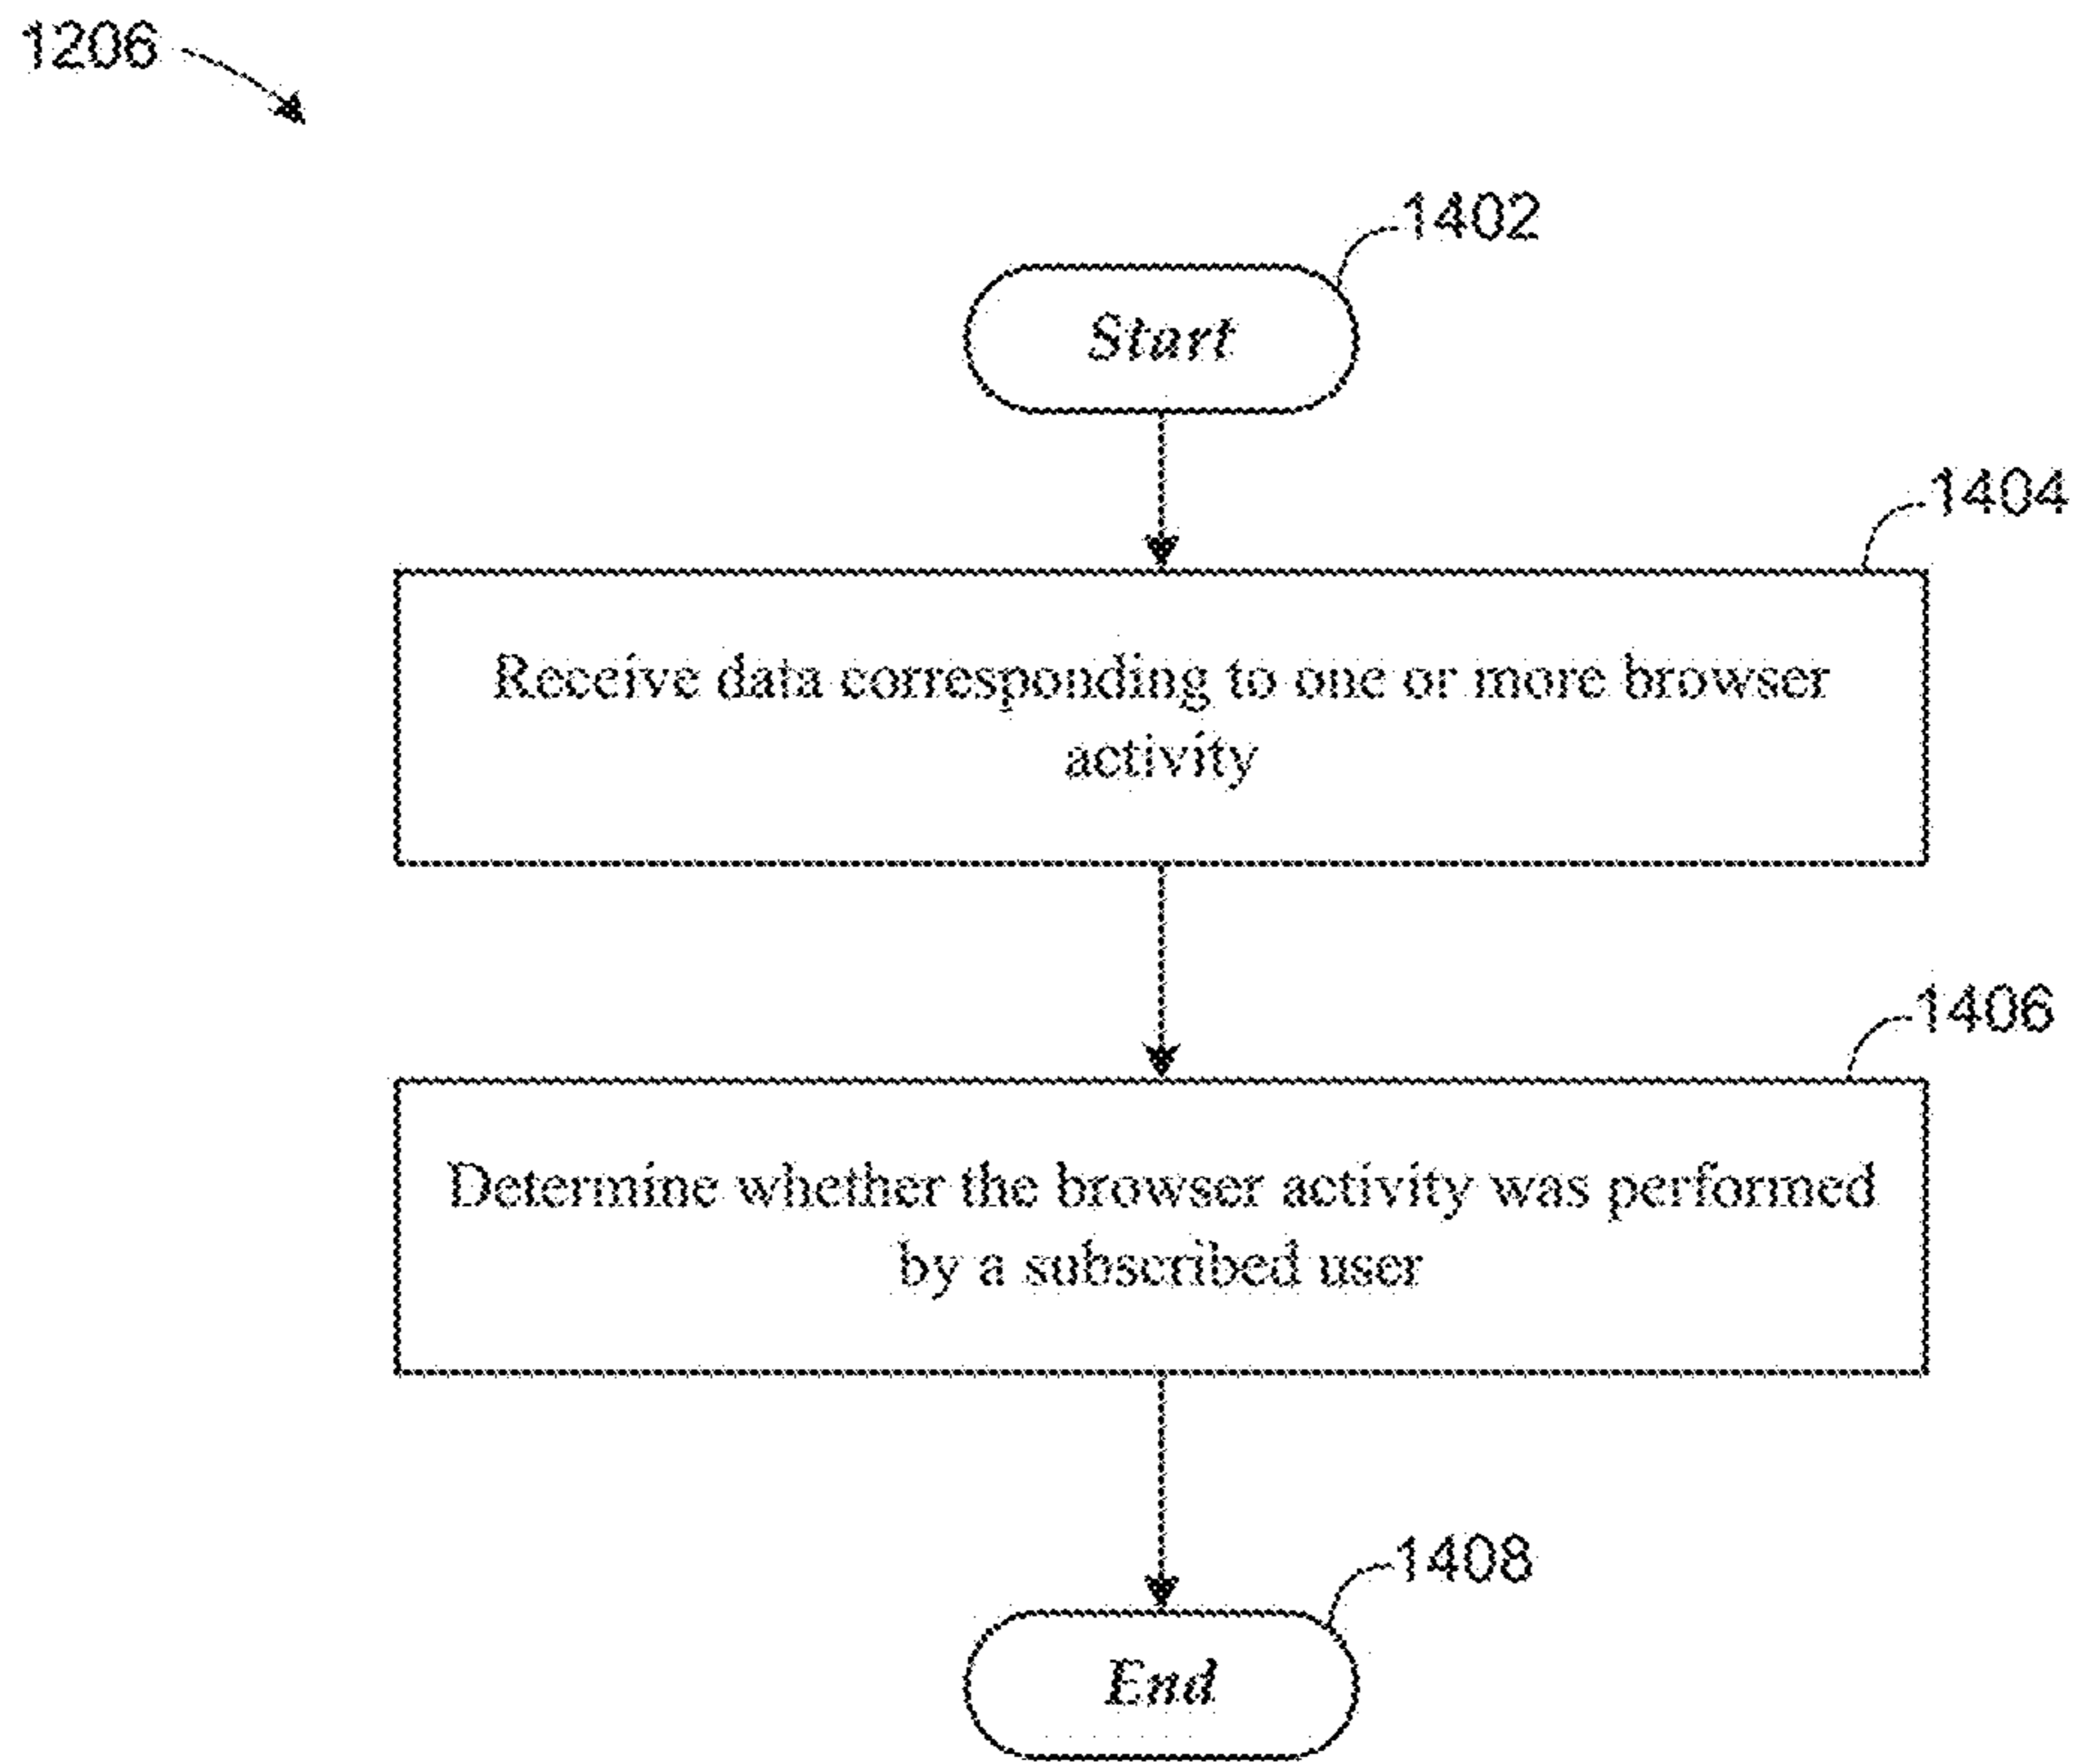 1206
1402
Start
1404
Receive data corresponding to one or more browser
activity
1406
Determine whether the browser activity was performed
by a subscribed user
1408
End